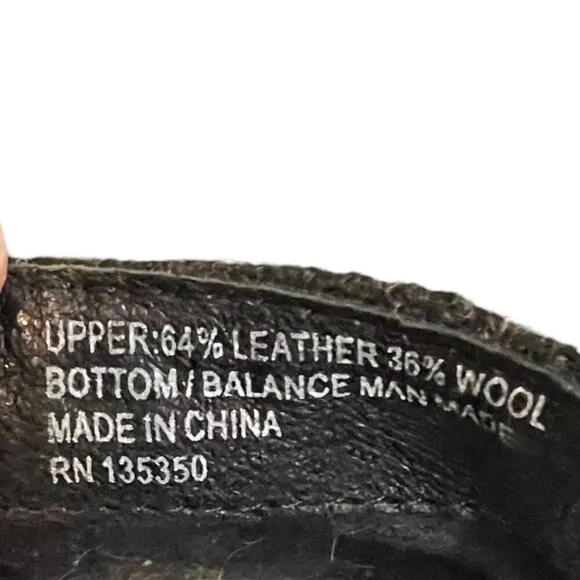 UPPER:64% LEATHER 36% WOOL
BOTTOM/BALANCE MAN MADE
MADE IN CHINA
RN 135350